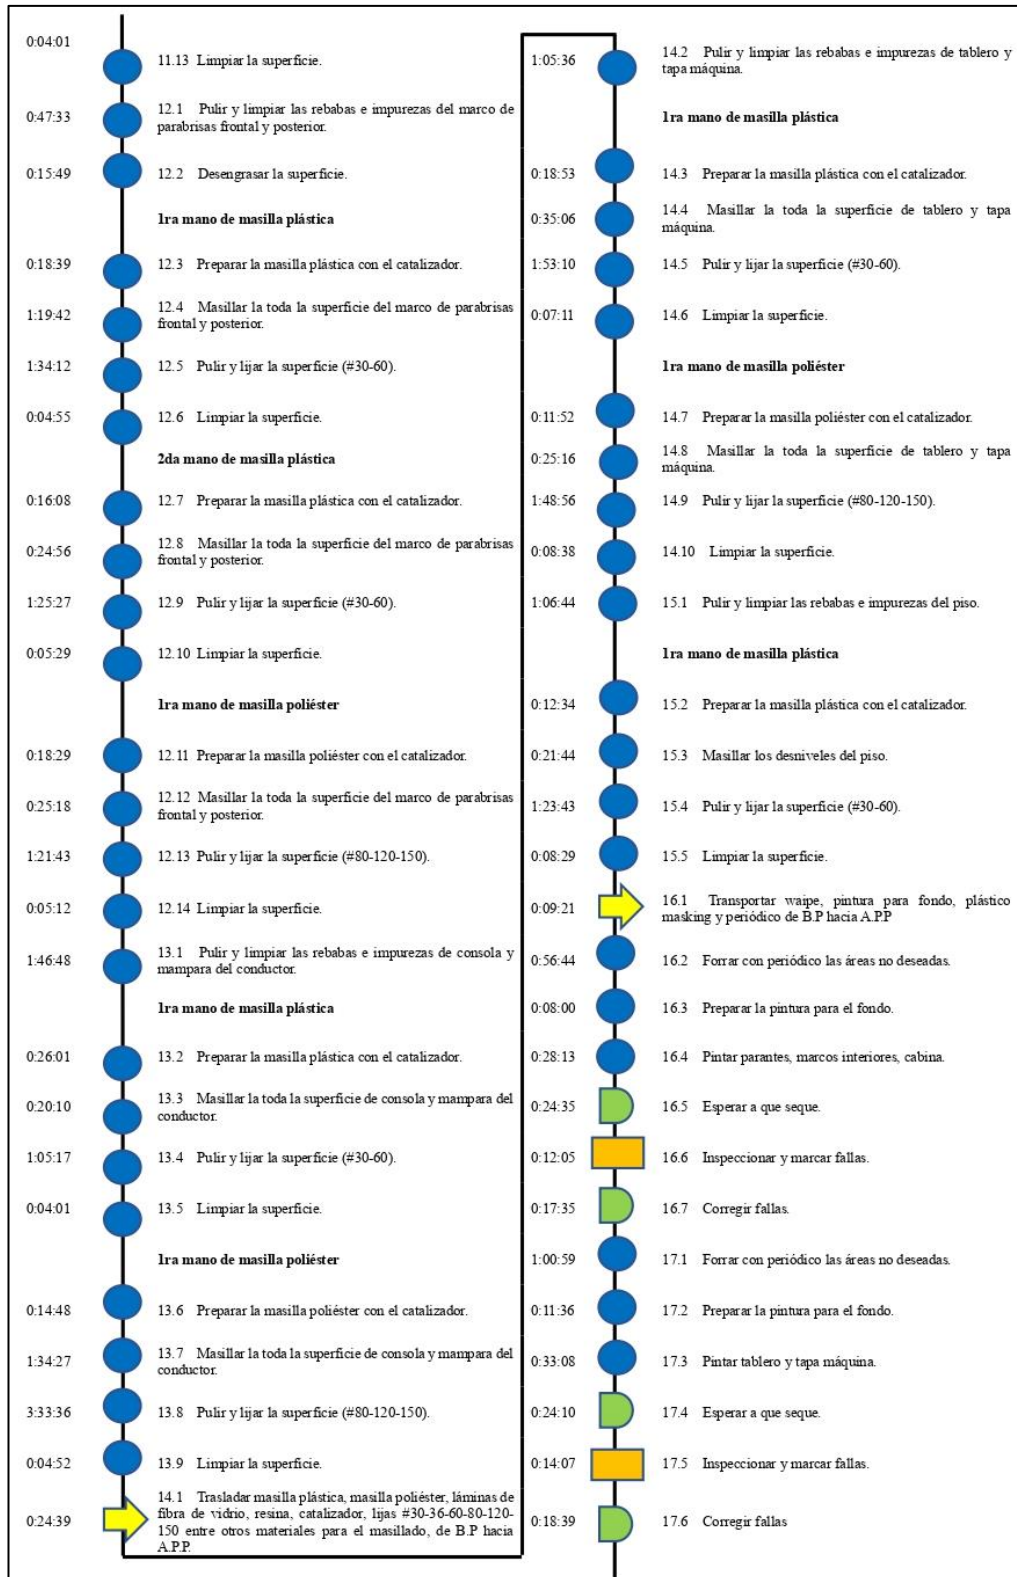 0:04:01
11.13 Limpiar la superficie.
0:47:33
12.1 Pulir y limpiar las rebabas e impurezas del marco de
parabrisas frontal y posterior.
0:15:49
12.2 Desengrasar la superficie.
1ra mano de masilla plástica
0:18:39
12.3 Preparar la masilla plástica con el catalizador.
1:19:42
12.4 Masillar la toda la superficie del marco de parabrisas
frontal y posterior.
1:34:12
12.5 Pulir y lijar la superficie (#30-60).
0:04:55
12.6 Limpiar la superficie.
2da mano de masilla plástica
0:16:08
12.7 Preparar la masilla plástica con el catalizador.
0:24:56
12.8 Masillar la toda la superficie del marco de parabrisas
frontal y posterior.
1:25:27
12.9 Pulir y lijar la superficie (#30-60).
0:05:29
12.10 Limpiar la superficie.
1ra mano de masilla poliéster
0:18:29
12.11 Preparar la masilla poliéster con el catalizador.
0:25:18
12.12 Masillar la toda la superficie del marco de parabrisas
frontal y posterior.
1:21:43
12.13 Pulir y lijar la superficie (#80-120-150).
0:05:12
12.14 Limpiar la superficie.
1:46:48
13.1 Pulir y limpiar las rebabas e impurezas de consola y
mampara del conductor.
1ra mano de masilla plástica
0:26:01
13.2 Preparar la masilla plástica con el catalizador.
0:20:10
13.3 Masillar la toda la superficie de consola y mampara del
conductor.
1:05:17
13.4 Pulir y lijar la superficie (#30-60).
0:04:01
13.5 Limpiar la superficie.
1ra mano de masilla poliéster
0:14:48
13.6 Preparar la masilla poliéster con el catalizador.
1:34:27
13.7 Masillar la toda la superficie de consola y mampara del
conductor.
3:33:36
13.8 Pulir y lijar la superficie (#80-120-150).
0:04:52
13.9 Limpiar la superficie.
0:24:39
14.1 Trasladar masilla plástica, masilla poliéster, láminas de
fibra de vidrio, resina, catalizador, lijas #30-36-60-80-120-
150 entre otros materiales para el masillado, de B.P hacia
A.P.P.
1:05:36
14.2 Pulir y limpiar las rebabas e impurezas de tablero y
tapa máquina.
1ra mano de masilla plástica
0:18:53
14.3 Preparar la masilla plástica con el catalizador.
0:35:06
14.4 Masillar la toda la superficie de tablero y tapa
máquina.
1:53:10
14.5 Pulir y lijar la superficie (#30-60).
0:07:11
14.6 Limpiar la superficie.
1ra mano de masilla poliéster
0:11:52
14.7 Preparar la masilla poliéster con el catalizador.
0:25:16
14.8 Masillar la toda la superficie de tablero y tapa
máquina.
1:48:56
14.9 Pulir y lijar la superficie (#80-120-150).
0:08:38
14.10 Limpiar la superficie.
1:06:44
15.1 Pulir y limpiar las rebabas e impurezas del piso.
1ra mano de masilla plástica
0:12:34
15.2 Preparar la masilla plástica con el catalizador.
0:21:44
15.3 Masillar los desniveles del piso.
1:23:43
15.4 Pulir y lijar la superficie (#30-60).
0:08:29
15.5 Limpiar la superficie.
0:09:21
16.1 Transportar waipe, pintura para fondo, plástico
masking y periódico de B.P hacia A.P.P
0:56:44
16.2 Forrar con periódico las áreas no deseadas.
0:08:00
16.3 Preparar la pintura para el fondo.
0:28:13
16.4 Pintar parantes, marcos interiores, cabina.
0:24:35
16.5 Esperar a que seque.
0:12:05
16.6 Inspeccionar y marcar fallas.
0:17:35
16.7 Corregir fallas.
1:00:59
17.1 Forrar con periódico las áreas no deseadas.
0:11:36
17.2 Preparar la pintura para el fondo.
0:33:08
17.3 Pintar tablero y tapa máquina.
0:24:10
17.4 Esperar a que seque.
0:14:07
17.5 Inspeccionar y marcar fallas.
0:18:39
17.6 Corregir fallas